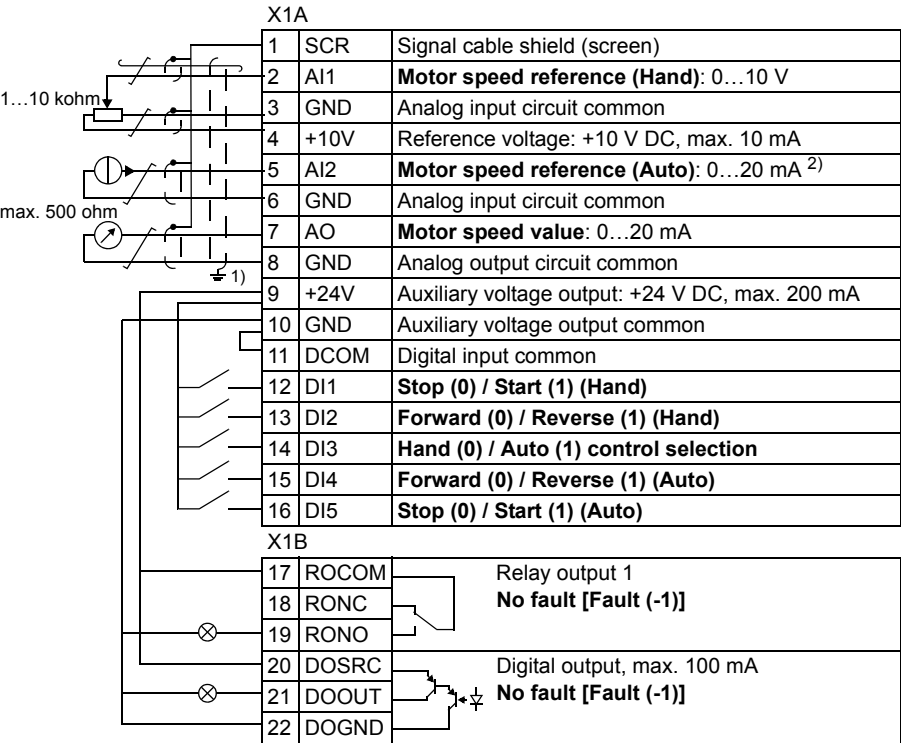 X1A
1 SCR Signal cable shield (screen)
2 AI1 Motor speed reference (Hand): 0…10 V
1…10 kohm
3 GND Analog input circuit common
4 +10V Reference voltage: +10 V DC, max. 10 mA
5 AI2 Motor speed reference (Auto): 0…20 mA 2)
6 GND Analog input circuit common
max. 500 ohm
7 AO Motor speed value: 0…20 mA
8 GND Analog output circuit common
1)
9 +24V Auxiliary voltage output: +24 V DC, max. 200 mA
10 GND Auxiliary voltage output common
11 DCOM Digital input common
12 DI1 Stop (0) / Start (1) (Hand)
13 DI2 Forward (0) / Reverse (1) (Hand)
14 DI3 Hand (0) / Auto (1) control selection
15 DI4 Forward (0) / Reverse (1) (Auto)
16 DI5 Stop (0) / Start (1) (Auto)
X1B
17 ROCOM Relay output 1
18 RONC No fault [Fault (-1)]
19 RONO
20 DOSRC Digital output, max. 100 mA
21 DOOUT No fault [Fault (-1)]
22 DOGND